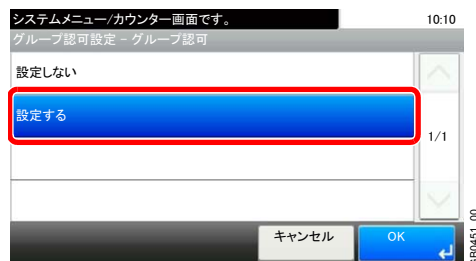 システムメニュー/カウンター画面です。 10:10
グループ認可設定 - グループ認可
設定しない
設定する
1/1
キャンセル OK